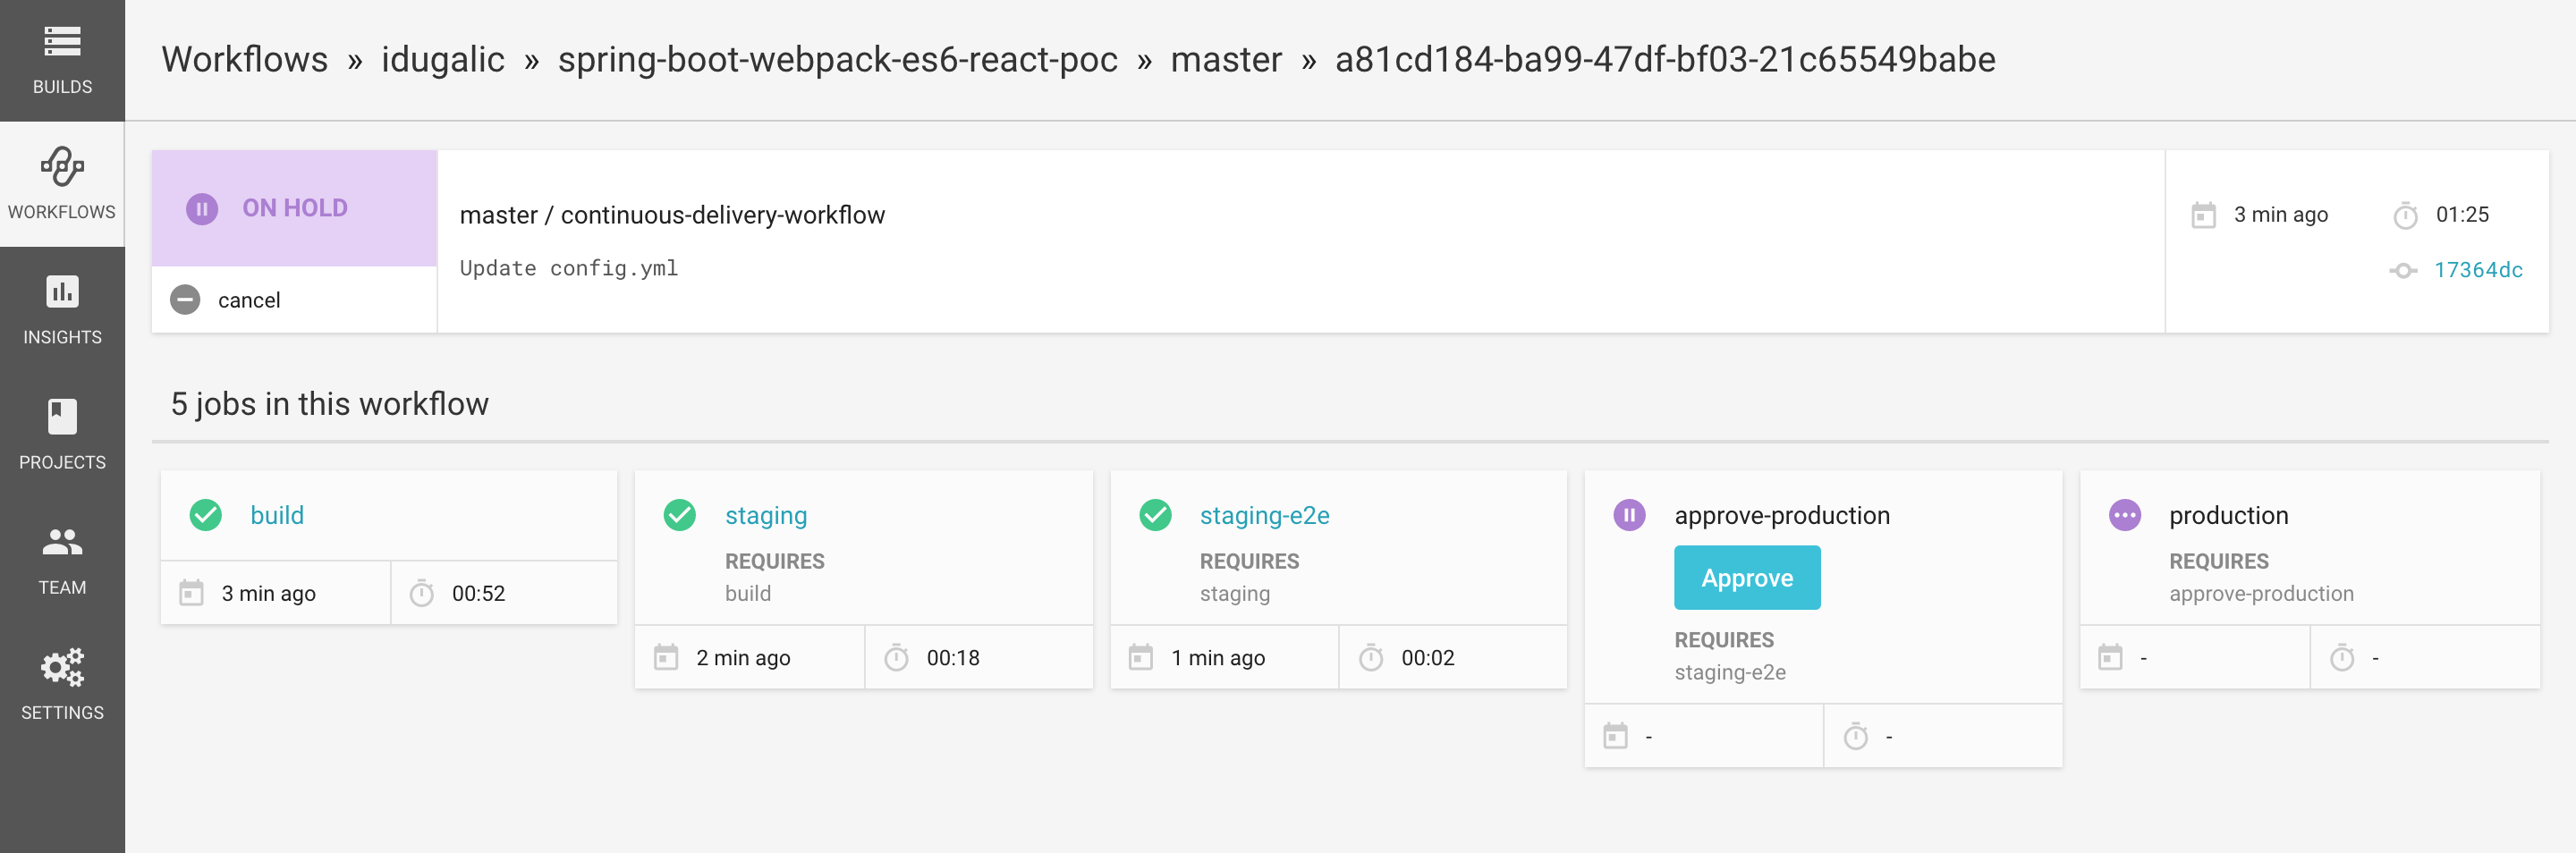 BUILDS
WORKFLOWS
INSIGHTS
PROJECTS
TEAM
SETTINGS
Workflows » idugalic » spring-boot-webpack-es6-react-poc » master » a81cd184-ba99-47df-bf03-21c65549babe
ON HOLD
cancel
master / continuous-delivery-workflow
Update config.yml
3 min ago 01:25
17364dc
5 jobs in this workflow
build
3 min ago 00:52
staging
REQUIRES
build
2 min ago 00:18
staging-e2e
REQUIRES
staging
1 min ago 00:02
approve-production
Approve
REQUIRES
staging-e2e
- -
production
REQUIRES
approve-production
- -